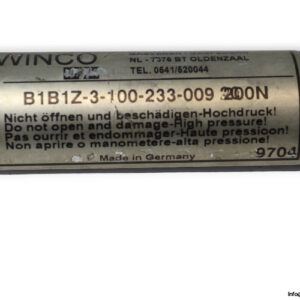 WINCO
NL - 7576 ST OLDENZAAL
TEL. 0541/520044
B1B1Z-3-100-233-009 200N
Nicht öffnen und beschädigen-Hochdruck!
Do not open and damage-High pressure!
Pas ouvrir et endommager-Haute pression!
Non aprire o manometere-alta pressione!
© Made in Germany
9704